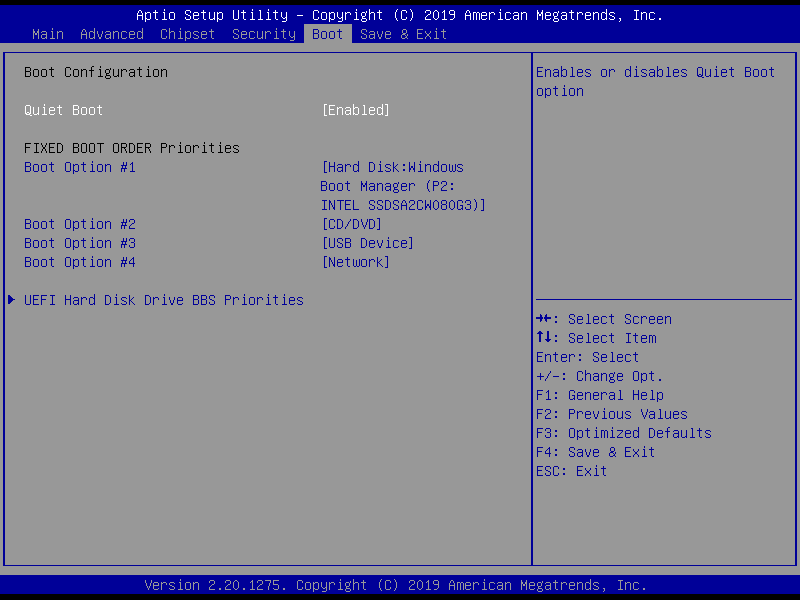 Aptio Setup Utility – Copyright (C) 2019 American Megatrends, Inc.
Main Advanced Chipset Security Boot Save & Exit
Boot Configuration
Quiet Boot [Enabled]
FIXED BOOT ORDER Priorities
Boot Option #1 [Hard Disk:Windows
Boot Manager (P2:
INTEL SSDSA2CW080G3)]
Boot Option #2 [CD/DVD]
Boot Option #3 [USB Device]
Boot Option #4 [Network]
UEFI Hard Disk Drive BBS Priorities
Enables or disables Quiet Boot
option
→←: Select Screen
↑↓: Select Item
Enter: Select
+/-: Change Opt.
F1: General Help
F2: Previous Values
F3: Optimized Defaults
F4: Save & Exit
ESC: Exit
Version 2.20.1275. Copyright (C) 2019 American Megatrends, Inc.